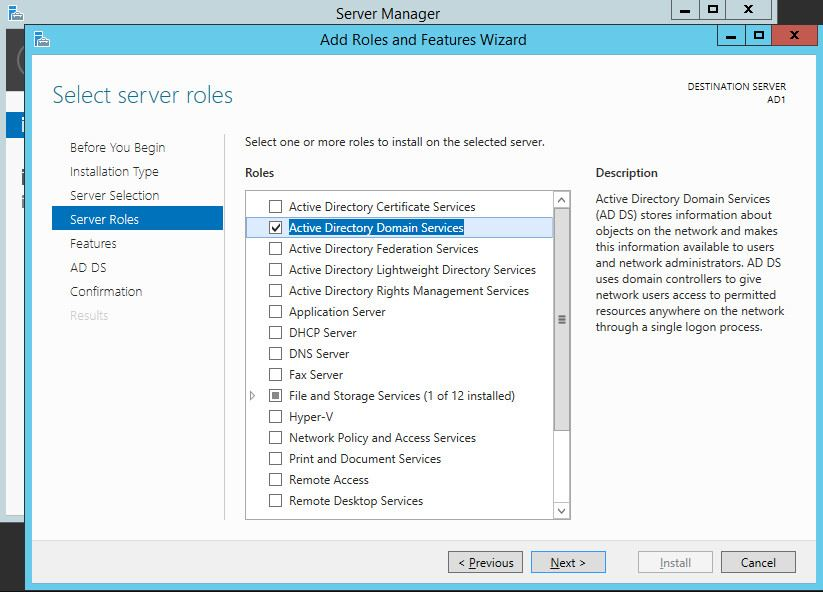 Server Manager
Add Roles and Features Wizard
Select server roles
DESTINATION SERVER
AD1
Before You Begin
Installation Type
Server Selection
Server Roles
Features
AD DS
Confirmation
Results
Select one or more roles to install on the selected server.
Roles
Active Directory Certificate Services
Active Directory Domain Services
Active Directory Federation Services
Active Directory Lightweight Directory Services
Active Directory Rights Management Services
Application Server
DHCP Server
DNS Server
Fax Server
File and Storage Services (1 of 12 installed)
Hyper-V
Network Policy and Access Services
Print and Document Services
Remote Access
Remote Desktop Services
Description
Active Directory Domain Services
(AD DS) stores information about
objects on the network and makes
this information available to users
and network administrators. AD DS
uses domain controllers to give
network users access to permitted
resources anywhere on the network
through a single logon process.
< Previous
Next >
Install
Cancel